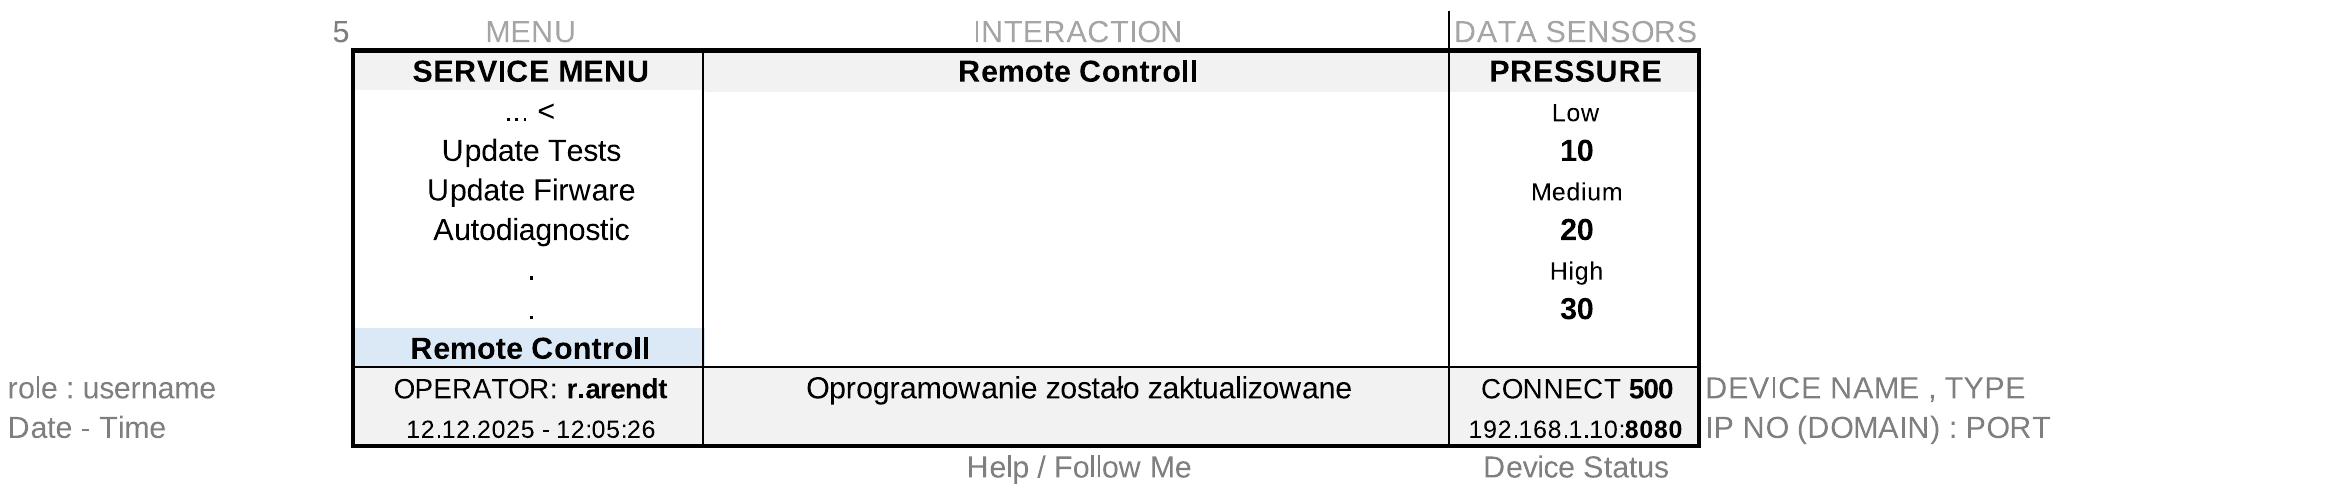 5 MENU INTERACTION DATA SENSORS
SERVICE MENU Remote Controll PRESSURE
... < Low
Update Tests 10
Update Firware Medium
Autodiagnostic 20
. High
. 30
Remote Controll
role : username OPERATOR: r.arendt Oprogramowanie zostało zaktualizowane CONNECT 500 DEVICE NAME , TYPE
Date - Time 12.12.2025 - 12:05:26 192.168.1.10:8080 IP NO (DOMAIN) : PORT
Help / Follow Me Device Status